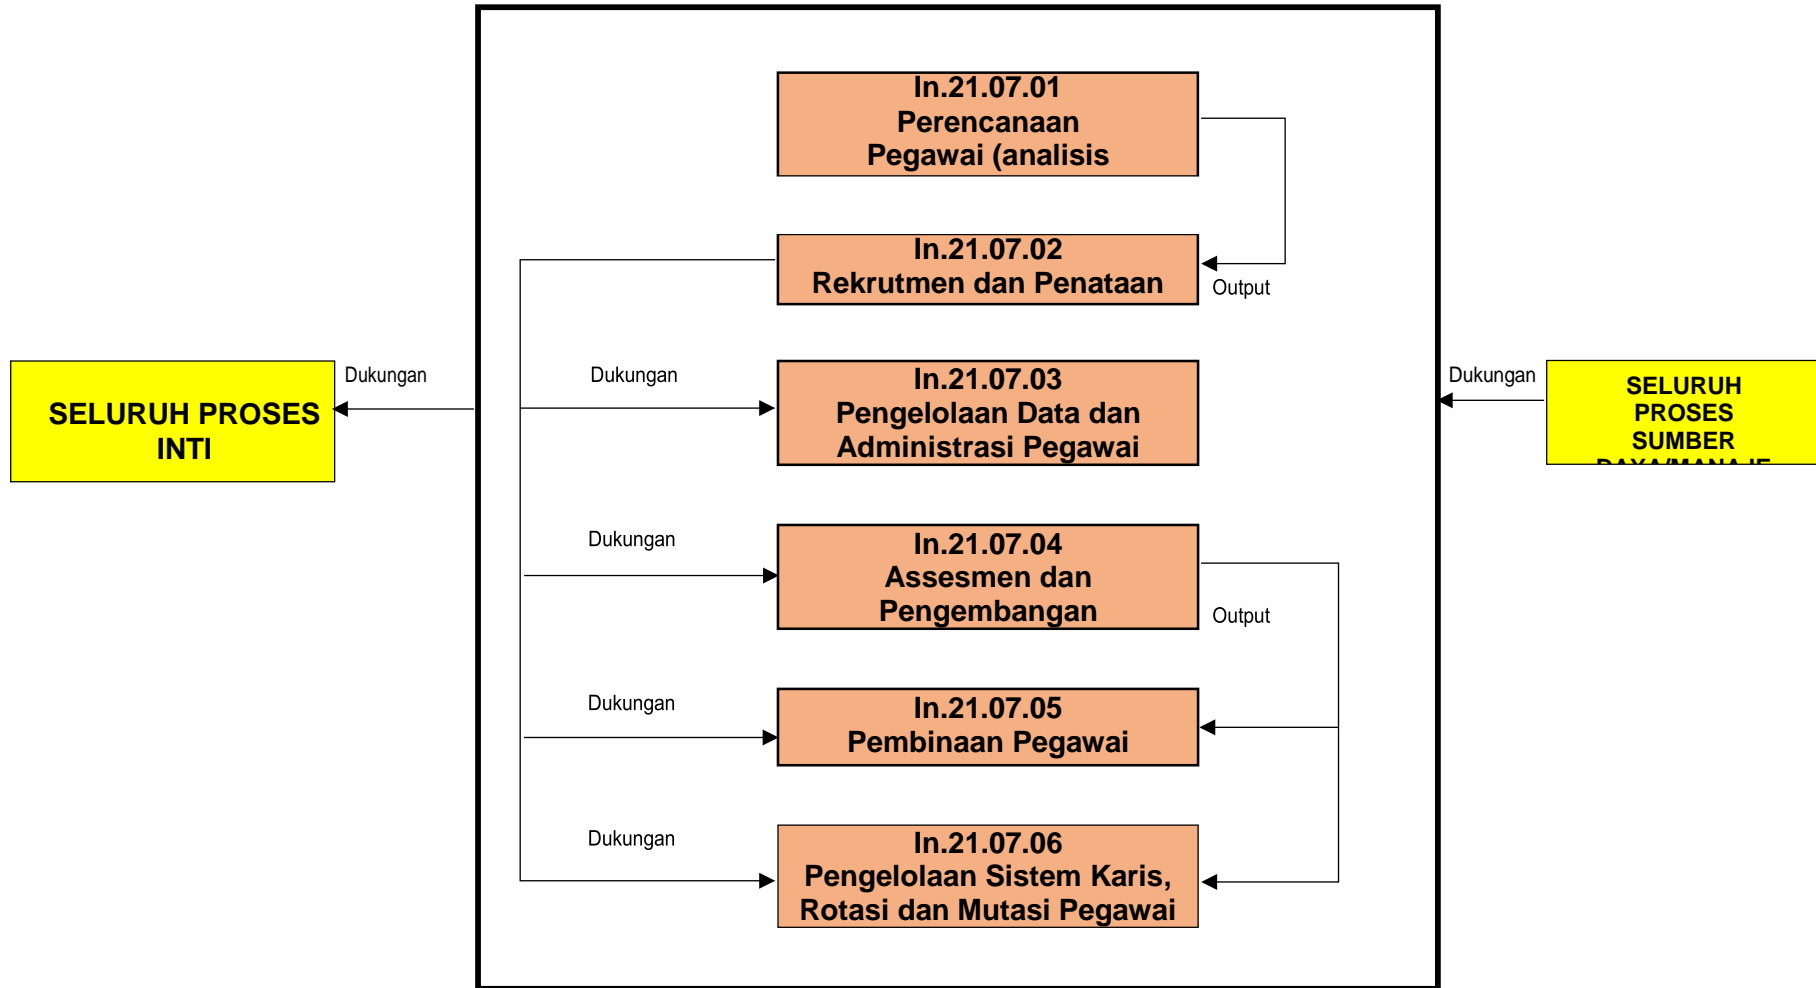 In.21.07.01
Perencanaan
Pegawai (analisis
In.21.07.02
Rekrutmen dan Penataan
Output
Dukungan
SELURUH PROSES
INTI
Dukungan
In.21.07.03
Pengelolaan Data dan
Administrasi Pegawai
Dukungan
SELURUH
PROSES
SUMBER
DAYA/MANAJE
Dukungan
In.21.07.04
Assesmen dan
Pengembangan
Output
Dukungan
In.21.07.05
Pembinaan Pegawai
Dukungan
In.21.07.06
Pengelolaan Sistem Karis,
Rotasi dan Mutasi Pegawai